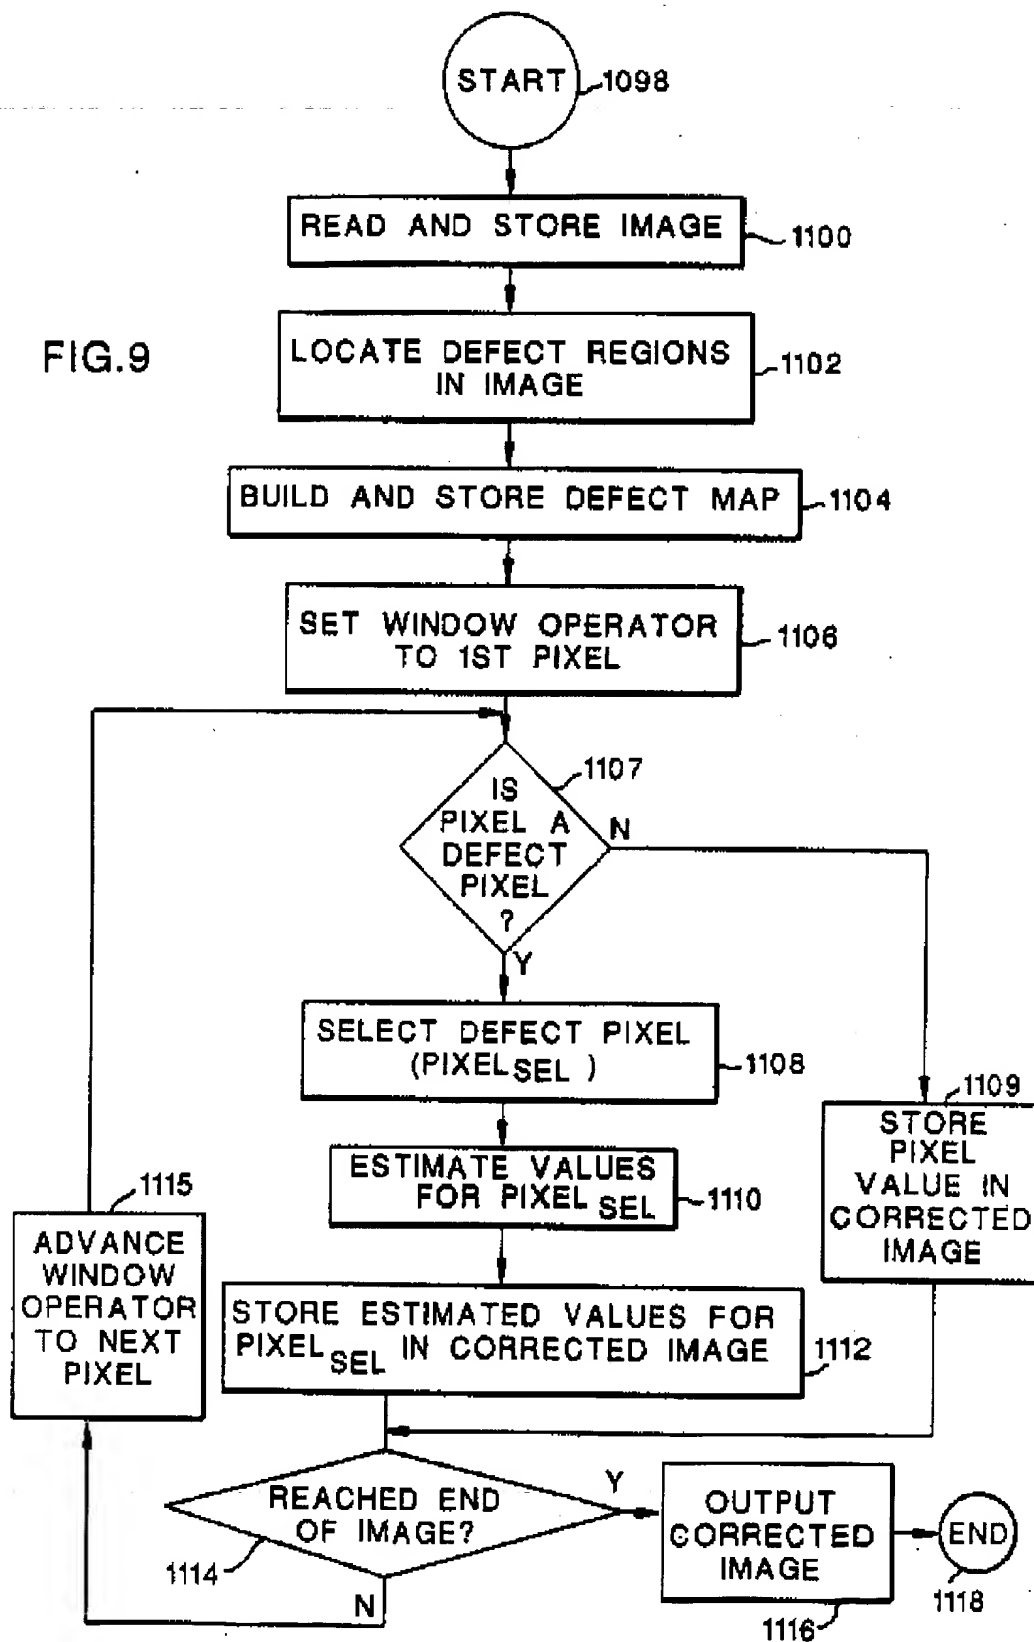 START
1098
READ AND STORE IMAGE
1100
FIG.9
LOCATE DEFECT REGIONS
IN IMAGE
1102
BUILD AND STORE DEFECT MAP
1104
SET WINDOW OPERATOR
TO 1ST PIXEL
1106
1107
IS
PIXEL A
DEFECT
PIXEL
?
N
Y
SELECT DEFECT PIXEL
(PIXEL SEL )
1108
1109
STORE
PIXEL
VALUE IN
CORRECTED
IMAGE
ESTIMATE VALUES
FOR PIXEL SEL
1110
1115
ADVANCE
WINDOW
OPERATOR
TO NEXT
PIXEL
STORE ESTIMATED VALUES FOR
PIXEL SEL IN CORRECTED IMAGE
1112
REACHED END
OF IMAGE?
1114
Y
N
OUTPUT
CORRECTED
IMAGE
1116
END
1118